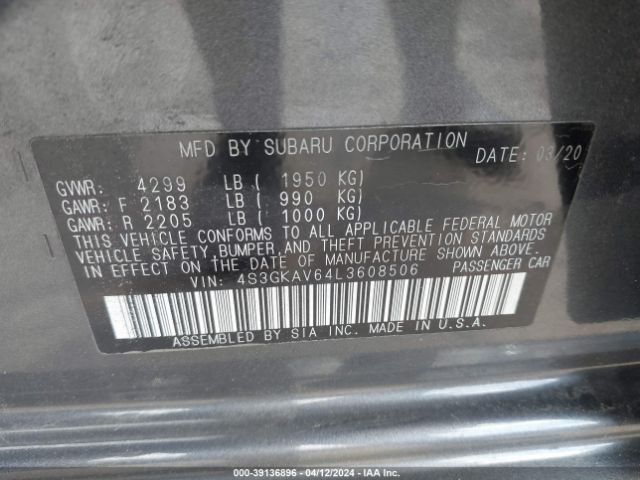 MFD BY SUBARU CORPORATION
DATE: 03/20
GVWR: 4299 LB ( 1950 KG)
GAWR: F 2183 LB ( 990 KG)
GAWR: R 2205 LB ( 1000 KG)
THIS VEHICLE CONFORMS TO ALL APPLICABLE FEDERAL MOTOR
VEHICLE SAFETY, BUMPER, AND THEFT PREVENTION STANDARDS
IN EFFECT ON THE DATE OF MANUFACTURE SHOWN ABOVE.
VIN: 4S3GKAV64L3608506 PASSENGER CAR
ASSEMBLED BY SIA INC. MADE IN U.S.A.
000-39136896 - 04/12/2024 - IAA Inc.